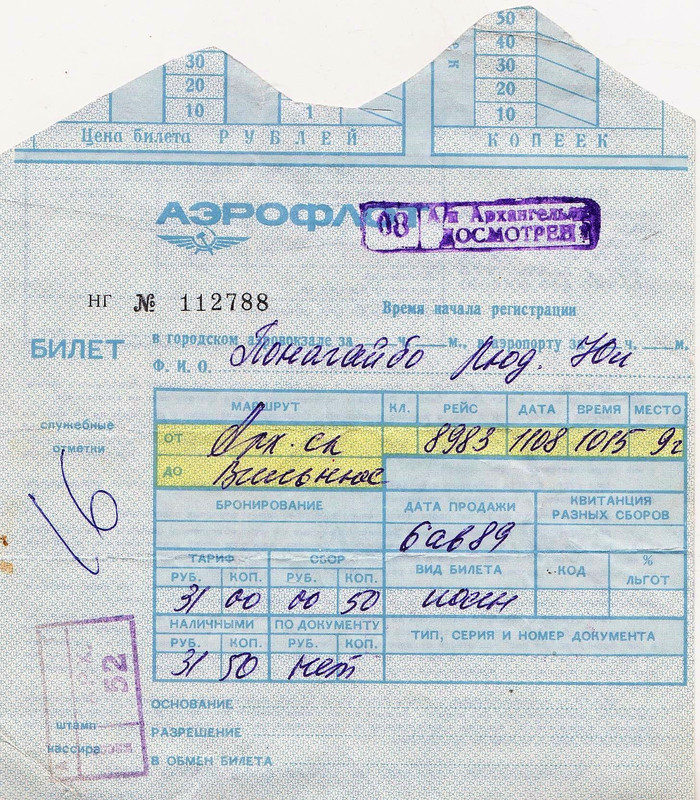 50
40
30 30
20 20
10 1 10
Цена билета РУБЛЕЙ КОПЕЕК
АЭРОФЛОТ
08 А/п Архангельск
ДОСМОТРЕН
НГ № 112788
Время начала регистрации
БИЛЕТ
в городском аэровокзале за ч. м., в аэропорту за ч. м.
Ф. И. О. Понагайбо Люд. Юл
МАРШРУТ КЛ. РЕЙС ДАТА ВРЕМЯ МЕСТО
служебные отметки
ОТ Арх. ск 8983 1108 1015 9г
ДО Вильнюс
16
БРОНИРОВАНИЕ ДАТА ПРОДАЖИ КВИТАНЦИЯ РАЗНЫХ СБОРОВ
6ав89
ТАРИФ СБОР ВИД БИЛЕТА КОД % ЛЬГОТ
РУБ. КОП. РУБ. КОП.
31 00 00 50
НАЛИЧНЫМИ ПО ДОКУМЕНТУ ТИП, СЕРИЯ И НОМЕР ДОКУМЕНТА
РУБ. КОП. РУБ. КОП.
31 50 нет
52
ОСНОВАНИЕ
штамп кассира
РАЗРЕШЕНИЕ
В ОБМЕН БИЛЕТА